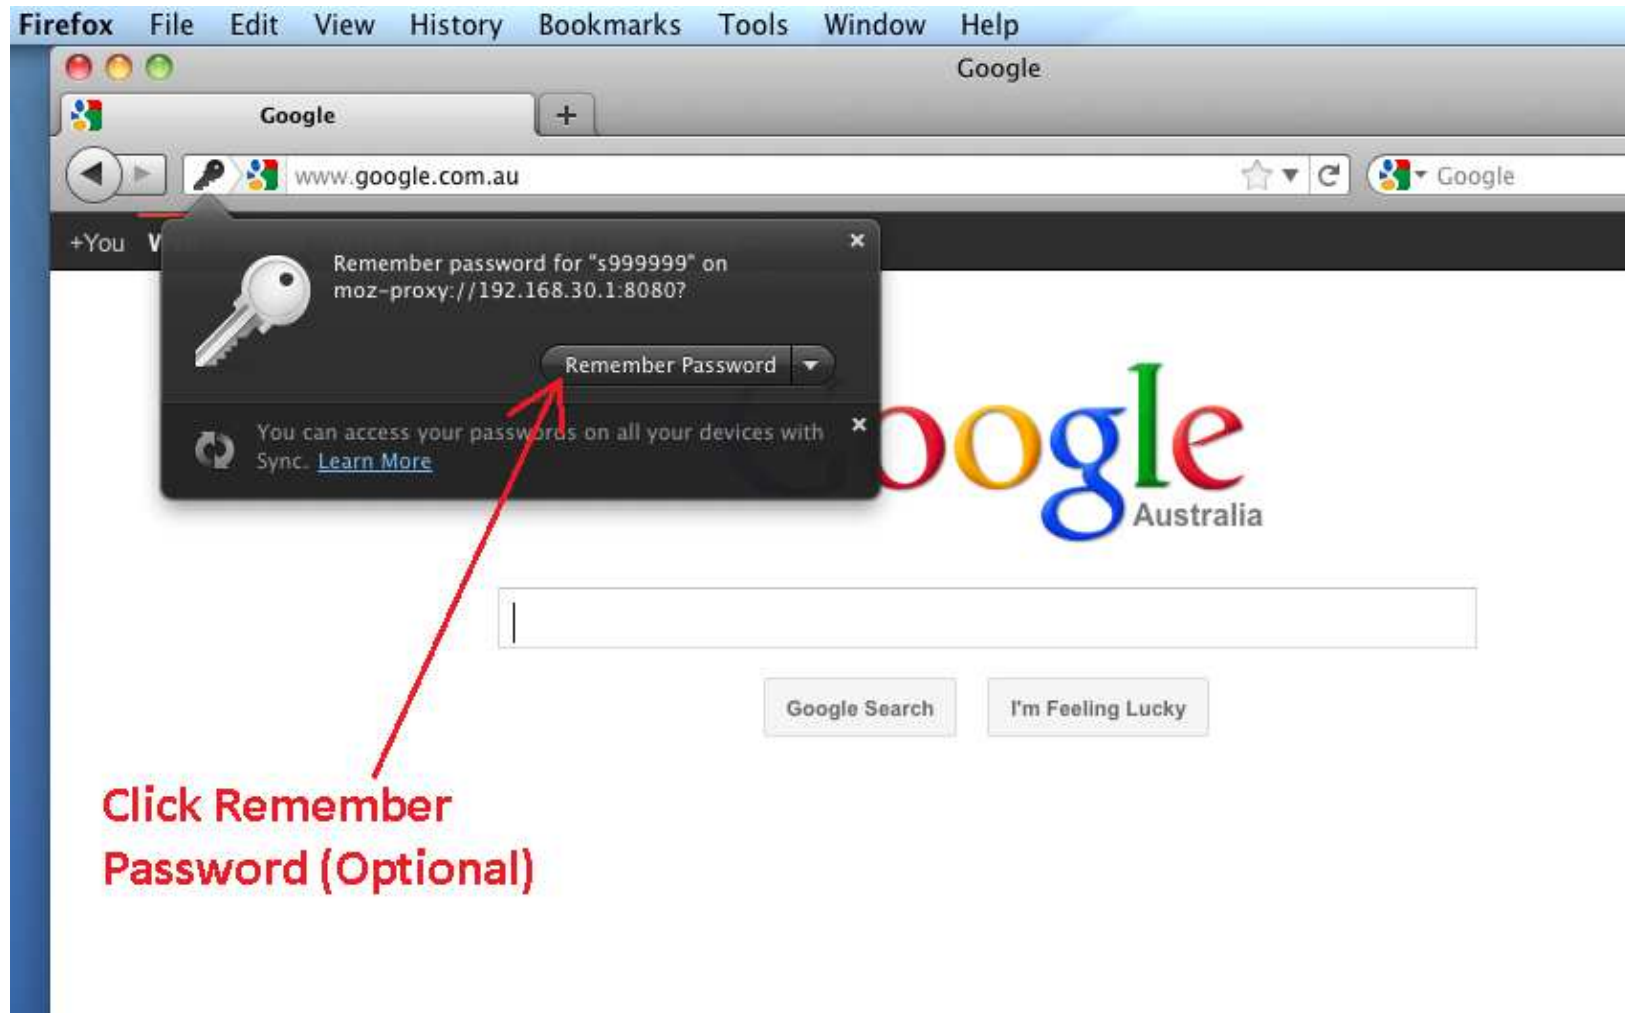 Firefox File Edit View History Bookmarks Tools Window Help
Google
Google
www.google.com.au
Google
+You
Remember password for "s999999" on
moz-proxy://192.168.30.1:8080?
Remember Password
You can access your passwords on all your devices with
Sync. Learn More
Google
Australia
Google Search I'm Feeling Lucky
Click Remember
Password (Optional)